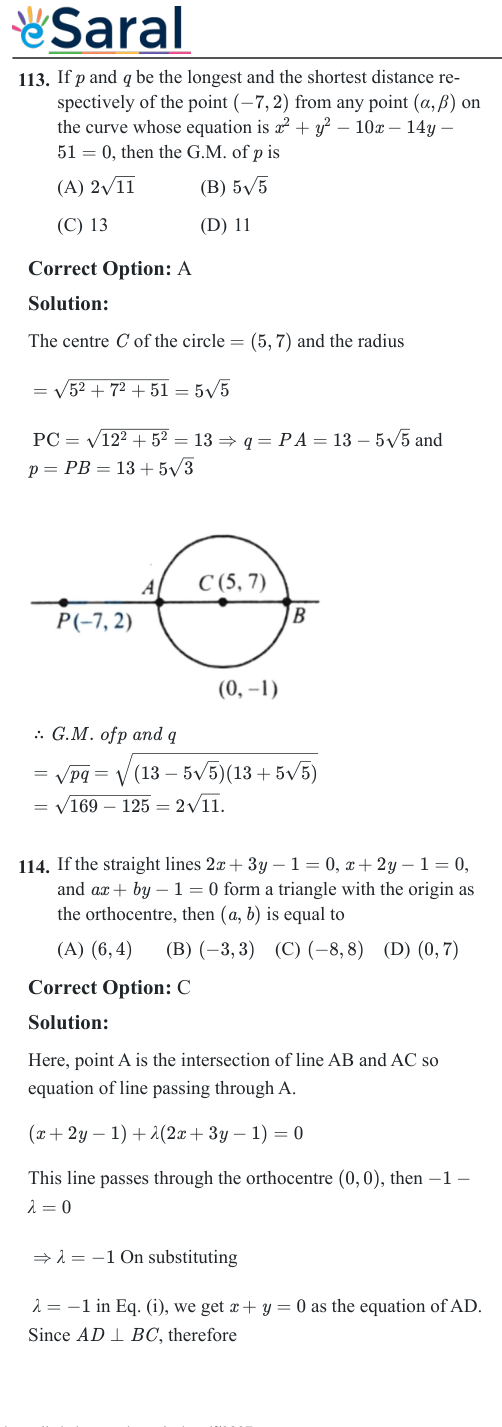 eSaral
113. If p and q be the longest and the shortest distance re-
spectively of the point (−7, 2) from any point (α, β) on
the curve whose equation is x² + y² − 10x − 14y −
51 = 0, then the G.M. of p is
(A) 2√11 (B) 5√5
(C) 13 (D) 11
Correct Option: A
Solution:
The centre C of the circle = (5, 7) and the radius
= √(5² + 7² + 51) = 5√5
PC = √(12² + 5²) = 13 ⇒ q = PA = 13 − 5√5 and
p = PB = 13 + 5√3
A C (5, 7)
P(−7, 2) B
(0, −1)
∴ G.M. ofp and q
= √pq = √((13 − 5√5)(13 + 5√5))
= √(169 − 125) = 2√11.
114. If the straight lines 2x + 3y − 1 = 0, x + 2y − 1 = 0,
and ax + by − 1 = 0 form a triangle with the origin as
the orthocentre, then (a, b) is equal to
(A) (6, 4) (B) (−3, 3) (C) (−8, 8) (D) (0, 7)
Correct Option: C
Solution:
Here, point A is the intersection of line AB and AC so
equation of line passing through A.
(x + 2y − 1) + λ(2x + 3y − 1) = 0
This line passes through the orthocentre (0, 0), then −1 −
λ = 0
⇒ λ = −1 On substituting
λ = −1 in Eq. (i), we get x + y = 0 as the equation of AD.
Since AD ⊥ BC, therefore